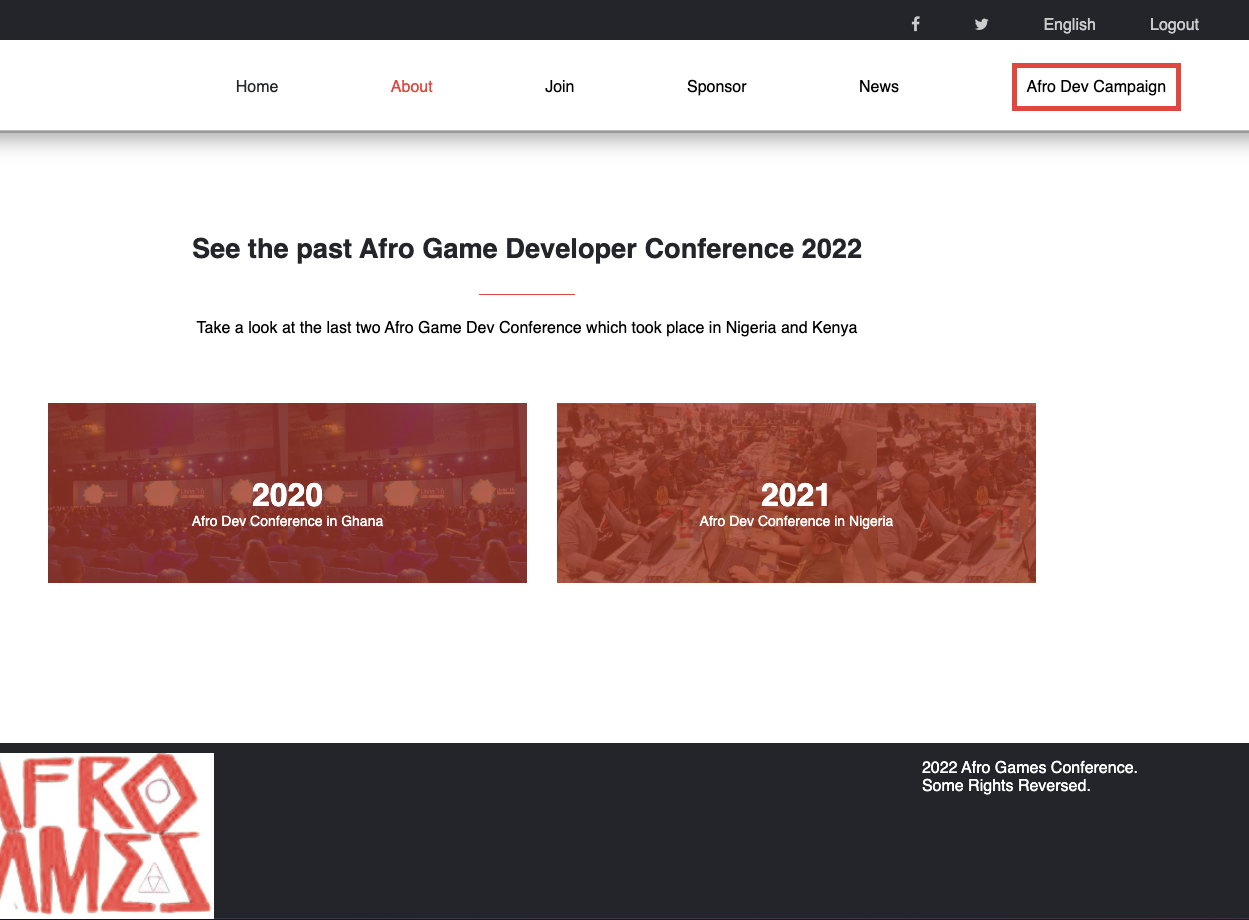 English
Logout
Home
About
Join
Sponsor
News
Afro Dev Campaign
See the past Afro Game Developer Conference 2022
Take a look at the last two Afro Game Dev Conference which took place in Nigeria and Kenya
2020
Afro Dev Conference in Ghana
2021
Afro Dev Conference in Nigeria
AFRO
AMES
2022 Afro Games Conference.
Some Rights Reversed.